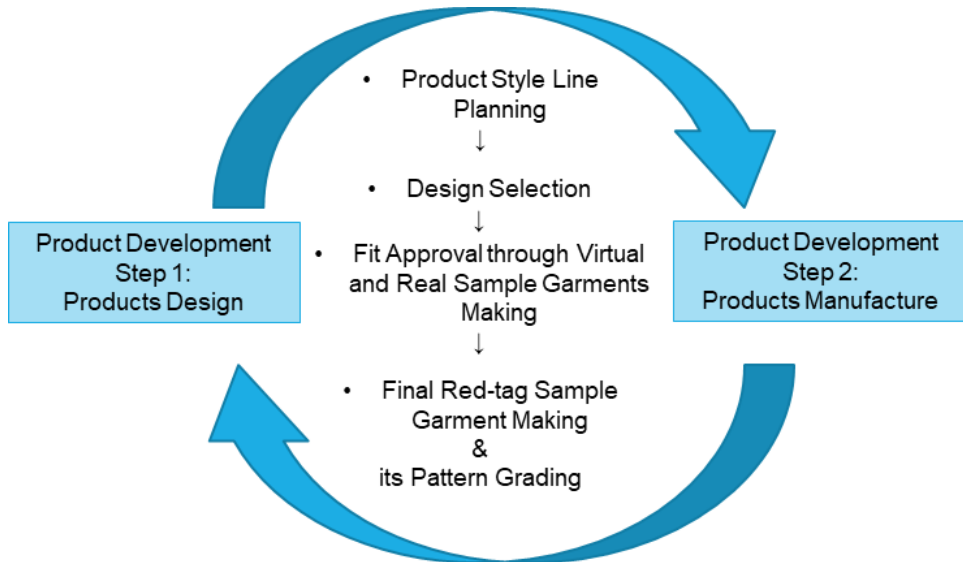 • Product Style Line
Planning
↓
• Design Selection
↓
Product Development
Step 1:
Products Design
• Fit Approval through Virtual
and Real Sample Garments
Making
↓
Product Development
Step 2:
Products Manufacture
• Final Red-tag Sample
Garment Making
&
its Pattern Grading